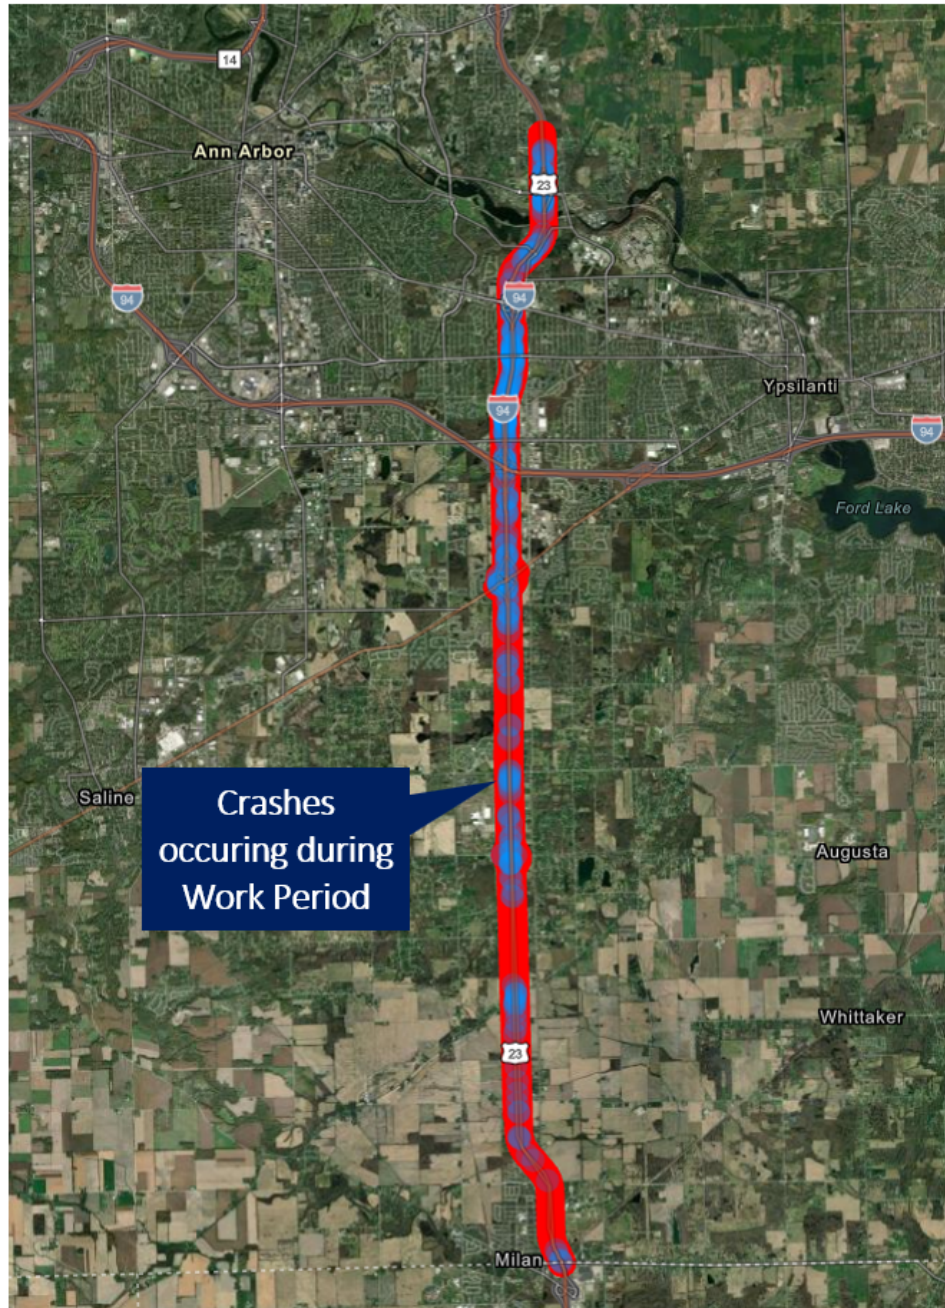 14
Ann Arbor
23
94
94
Ypsilanti
94
94
Ford Lake
Crashes
occuring during
Work Period
Saline
Augusta
Whittaker
23
Milan